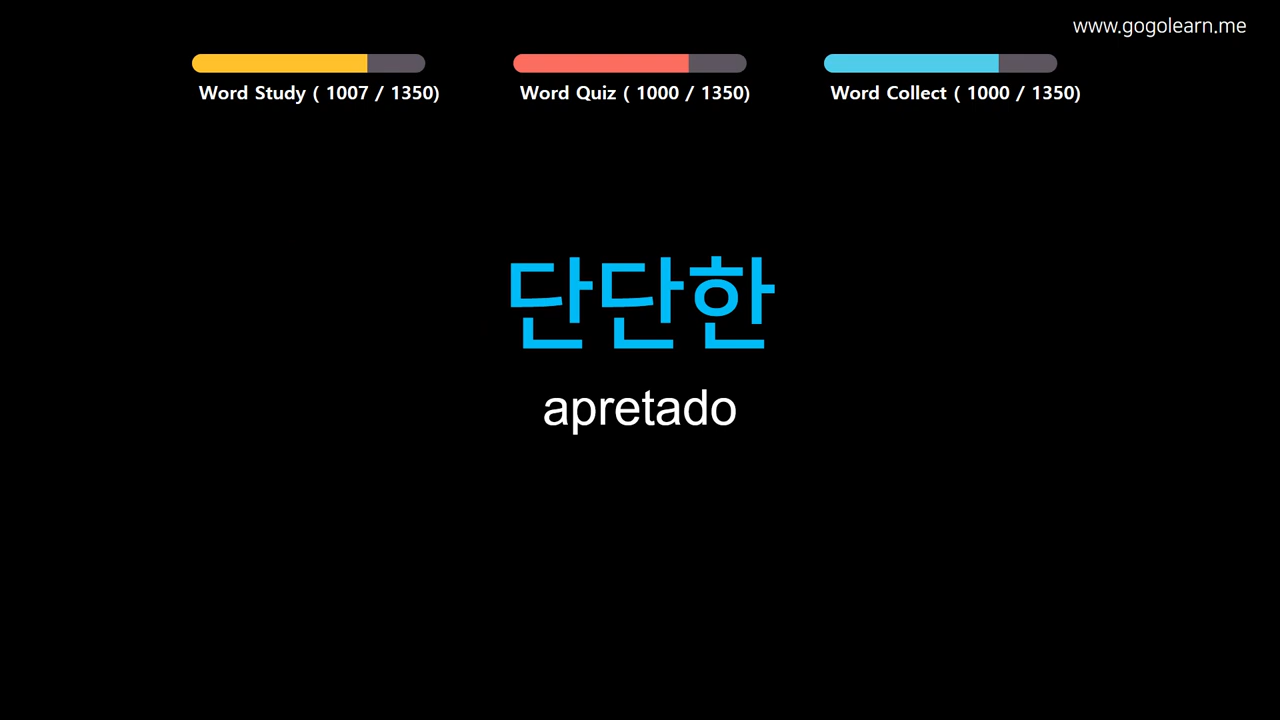 www.gogolearn.me
Word Study ( 1007 / 1350)
Word Quiz ( 1000 / 1350)
Word Collect ( 1000 / 1350)
단단한
apretado